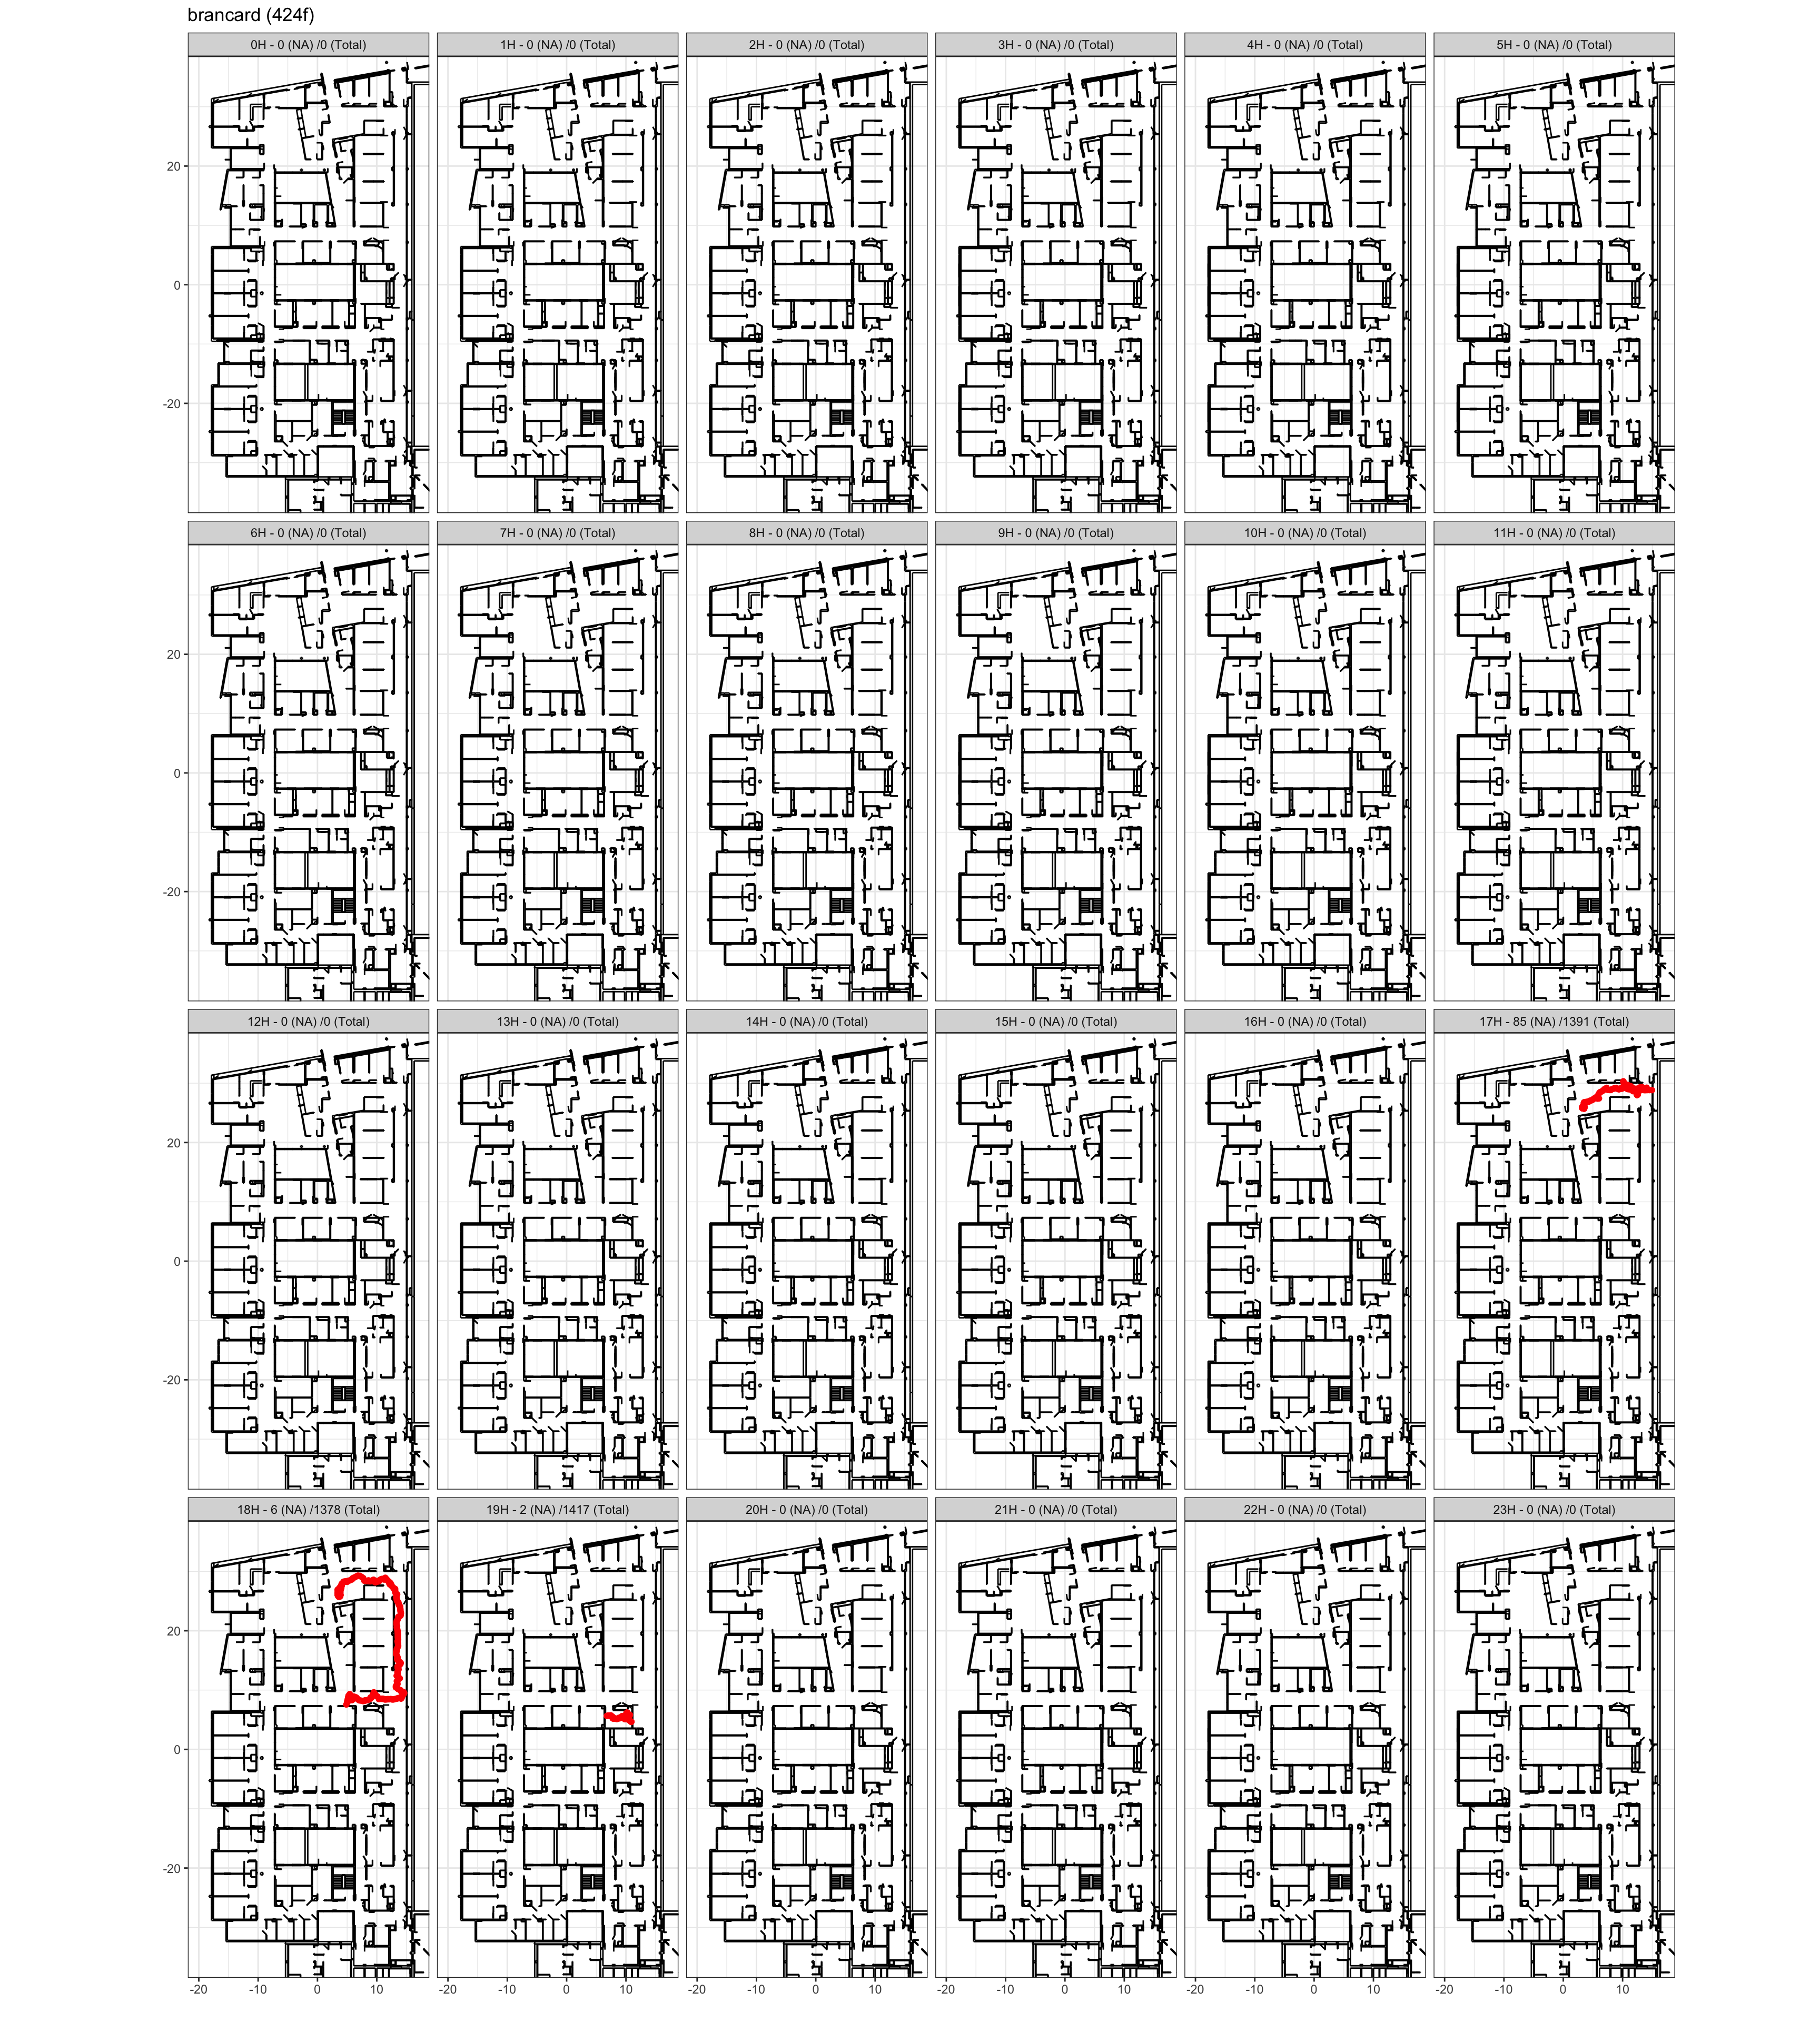 brancard (424f)
0H - 0 (NA) /0 (Total) 1H - 0 (NA) /0 (Total) 2H - 0 (NA) /0 (Total) 3H - 0 (NA) /0 (Total) 4H - 0 (NA) /0 (Total) 5H - 0 (NA) /0 (Total)
20
0
-20
6H - 0 (NA) /0 (Total) 7H - 0 (NA) /0 (Total) 8H - 0 (NA) /0 (Total) 9H - 0 (NA) /0 (Total) 10H - 0 (NA) /0 (Total) 11H - 0 (NA) /0 (Total)
20
0
-20
12H - 0 (NA) /0 (Total) 13H - 0 (NA) /0 (Total) 14H - 0 (NA) /0 (Total) 15H - 0 (NA) /0 (Total) 16H - 0 (NA) /0 (Total) 17H - 85 (NA) /1391 (Total)
20
0
-20
18H - 6 (NA) /1378 (Total) 19H - 2 (NA) /1417 (Total) 20H - 0 (NA) /0 (Total) 21H - 0 (NA) /0 (Total) 22H - 0 (NA) /0 (Total) 23H - 0 (NA) /0 (Total)
20
0
-20
-20 -10 0 10 -20 -10 0 10 -20 -10 0 10 -20 -10 0 10 -20 -10 0 10 -20 -10 0 10